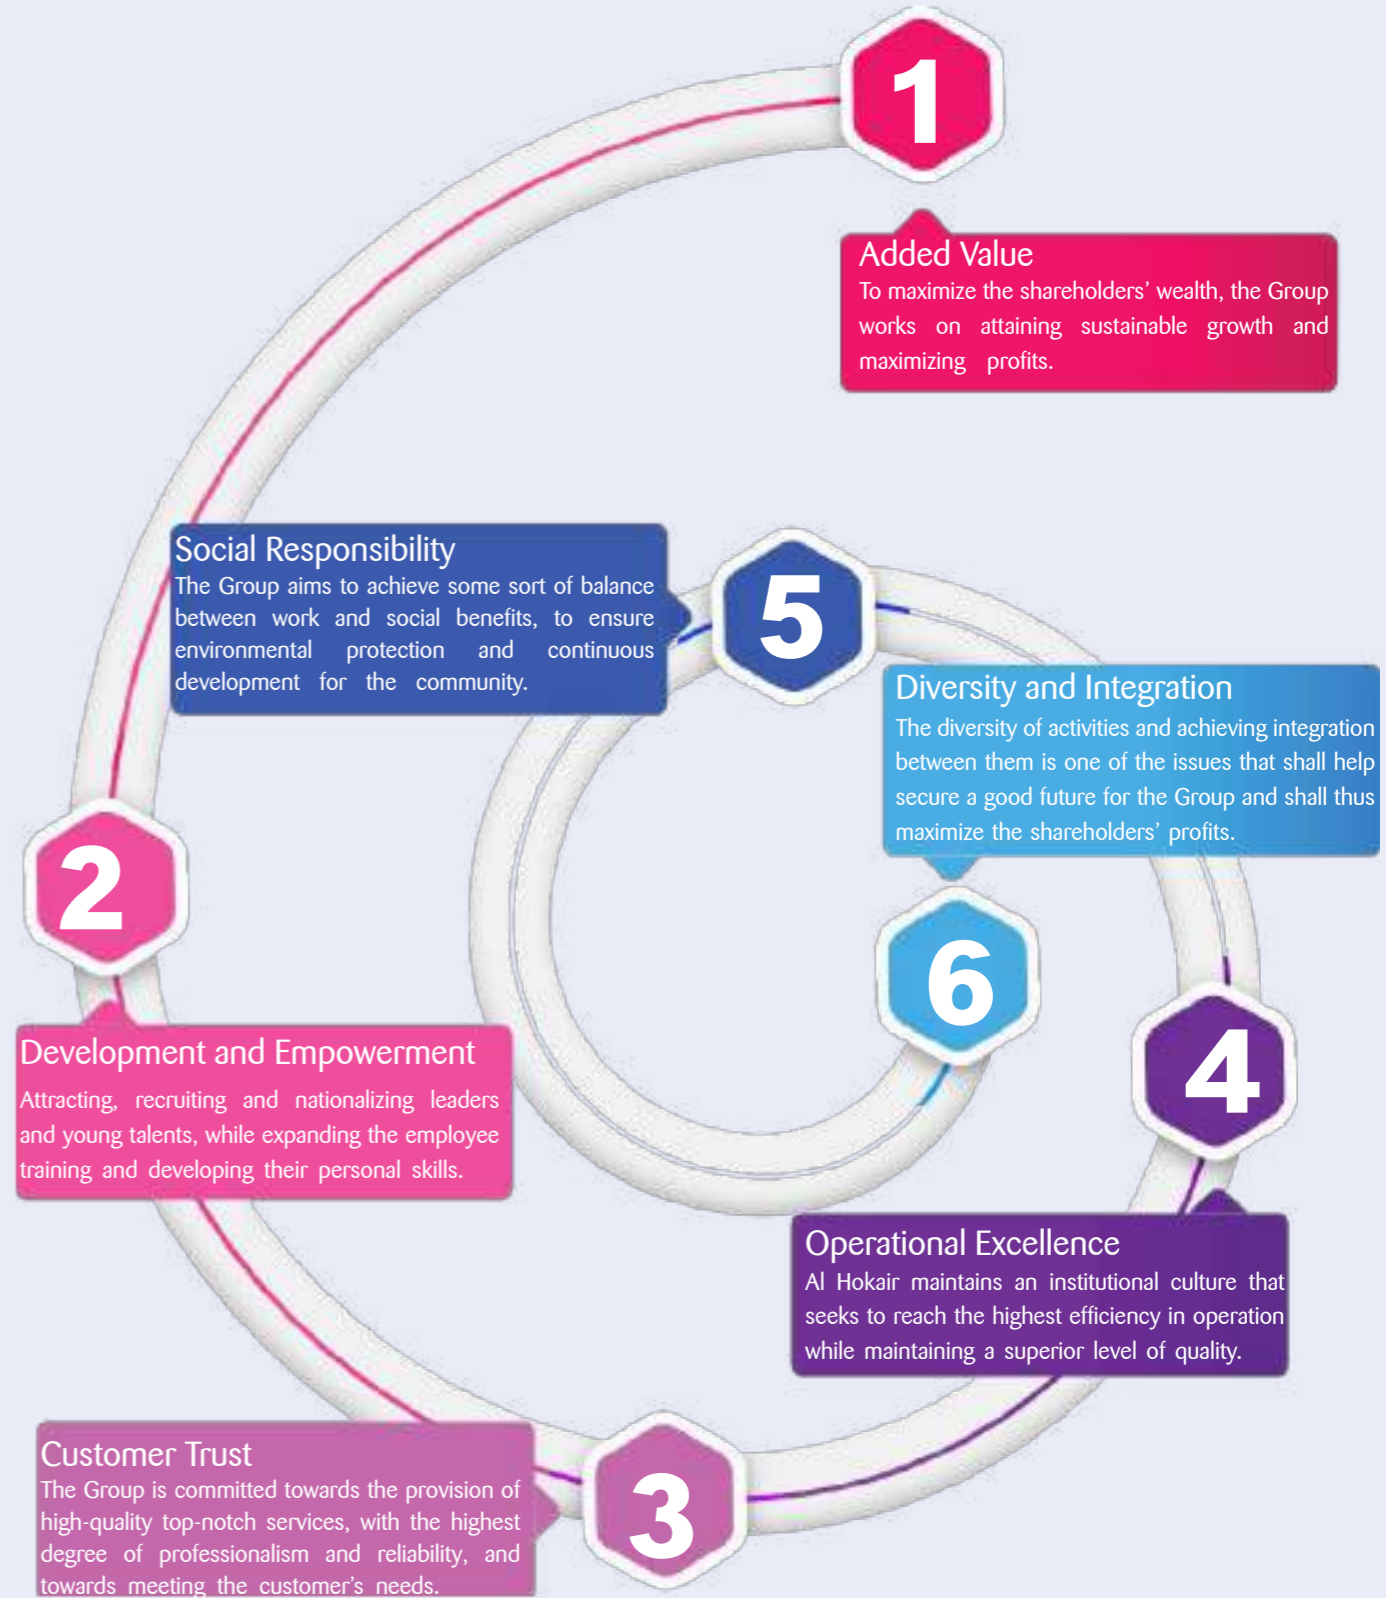 1
Added Value
To maximize the shareholders’ wealth, the Group
works on attaining sustainable growth and
maximizing profits.
2
Development and Empowerment
Attracting, recruiting and nationalizing leaders
and young talents, while expanding the employee
training and developing their personal skills.
3
Customer Trust
The Group is committed towards the provision of
high-quality top-notch services, with the highest
degree of professionalism and reliability, and
towards meeting the customer’s needs.
4
Operational Excellence
Al Hokair maintains an institutional culture that
seeks to reach the highest efficiency in operation
while maintaining a superior level of quality.
5
Social Responsibility
The Group aims to achieve some sort of balance
between work and social benefits, to ensure
environmental protection and continuous
development for the community.
6
Diversity and Integration
The diversity of activities and achieving integration
between them is one of the issues that shall help
secure a good future for the Group and shall thus
maximize the shareholders’ profits.